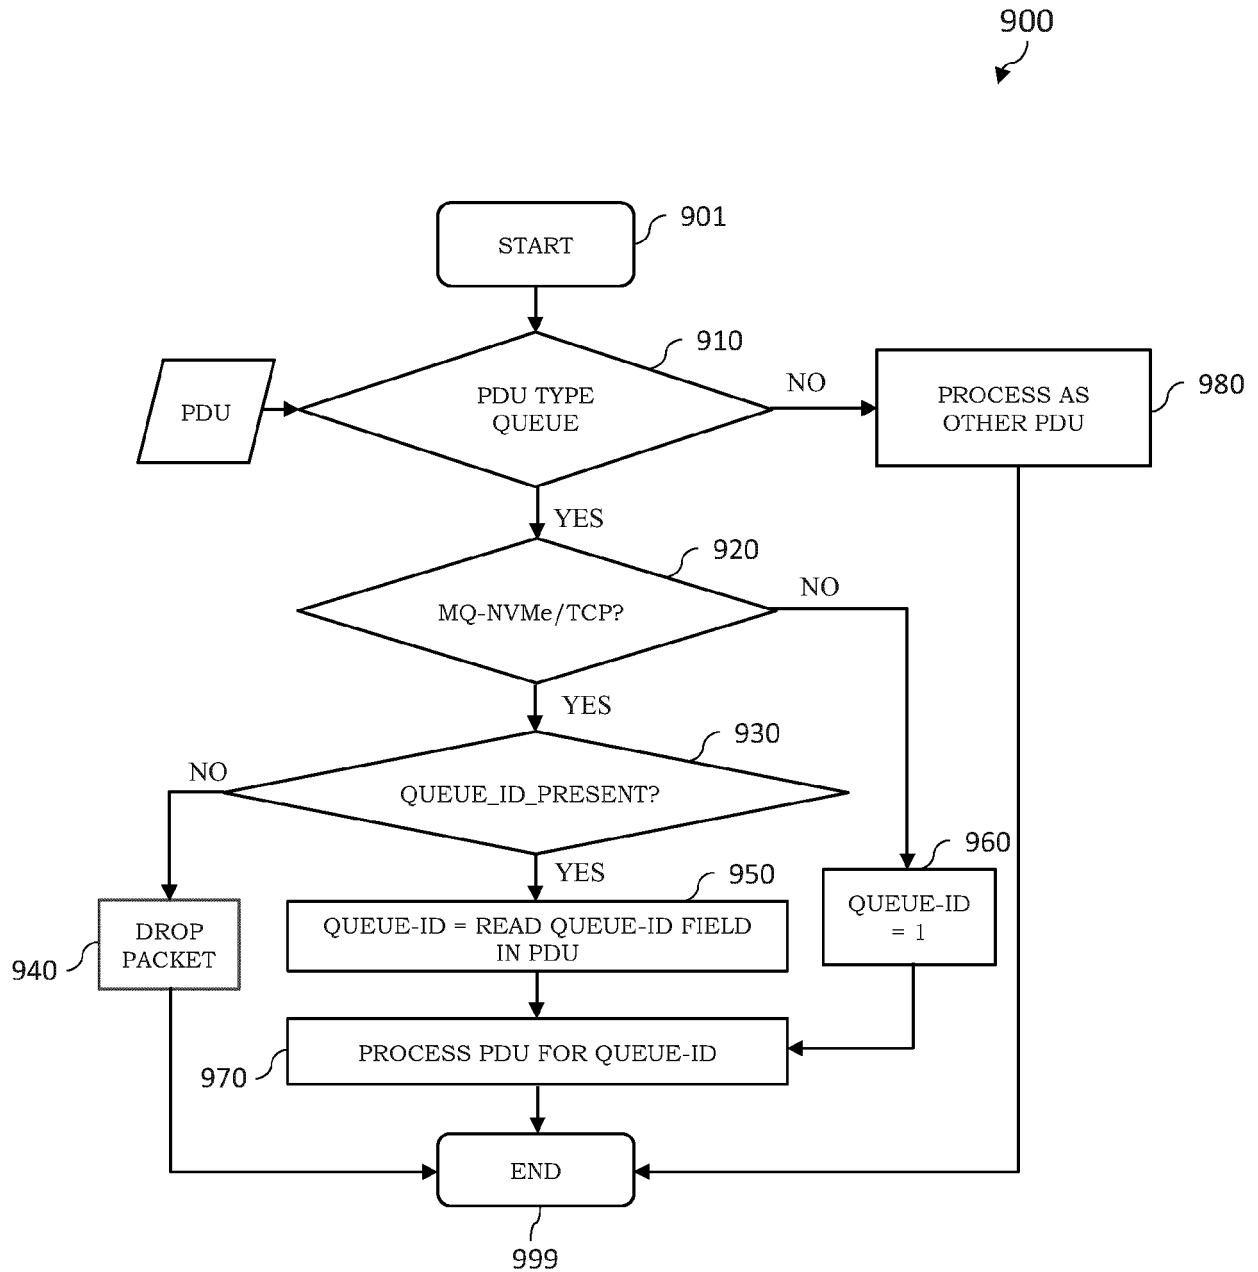 900
START
901
PDU
PDU TYPE
QUEUE
910
NO
PROCESS AS
OTHER PDU
980
YES
MQ-NVMe/TCP?
920
NO
YES
QUEUE_ID_PRESENT?
930
NO
YES
DROP
PACKET
940
QUEUE-ID = READ QUEUE-ID FIELD
IN PDU
950
QUEUE-ID
= 1
960
PROCESS PDU FOR QUEUE-ID
970
END
999